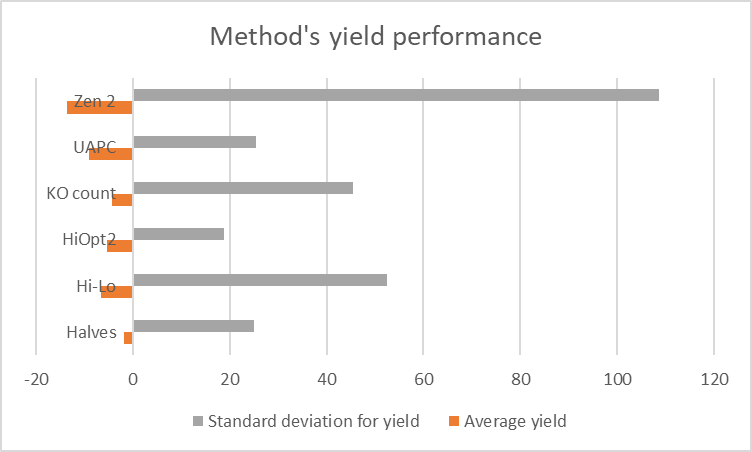 Method's yield performance
Zen 2
UAPC
KO count
HiOpt2
Hi-Lo
Halves
-20 0 20 40 60 80 100 120
Standard deviation for yield Average yield